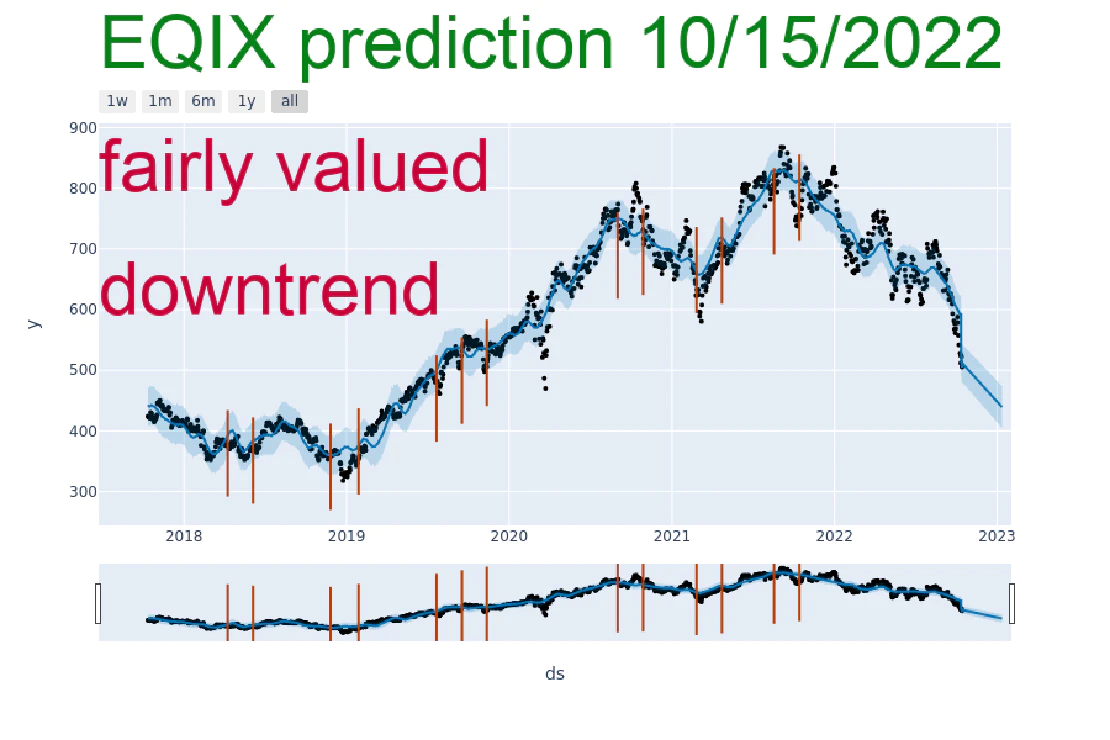 EQIX prediction 10/15/2022
1w 1m 6m 1y all
900
fairly valued
800
700
downtrend
600
y
500
400
300
2018 2019 2020 2021 2022 2023
ds